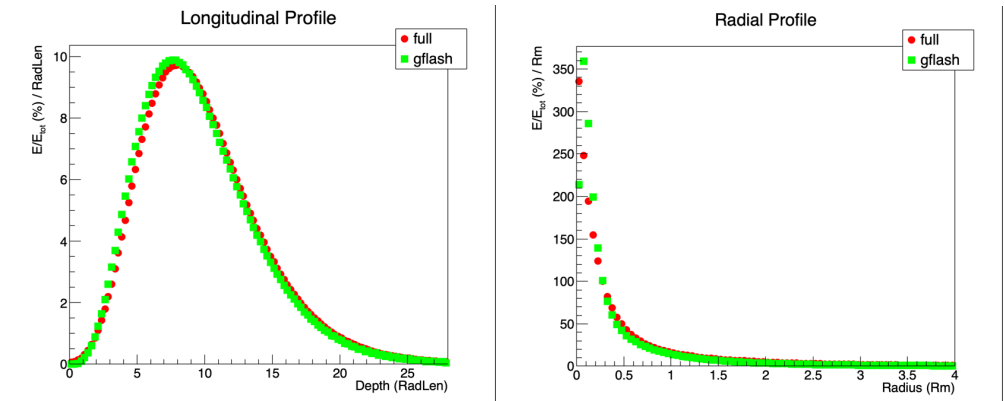 Longitudinal Profile
full
gflash
E/Etot (%) / RadLen
10
8
6
4
2
0
0 5 10 15 20 25
Depth (RadLen)
Radial Profile
full
gflash
E/Etot (%) / Rm
350
300
250
200
150
100
50
0
0 0.5 1 1.5 2 2.5 3 3.5 4
Radius (Rm)